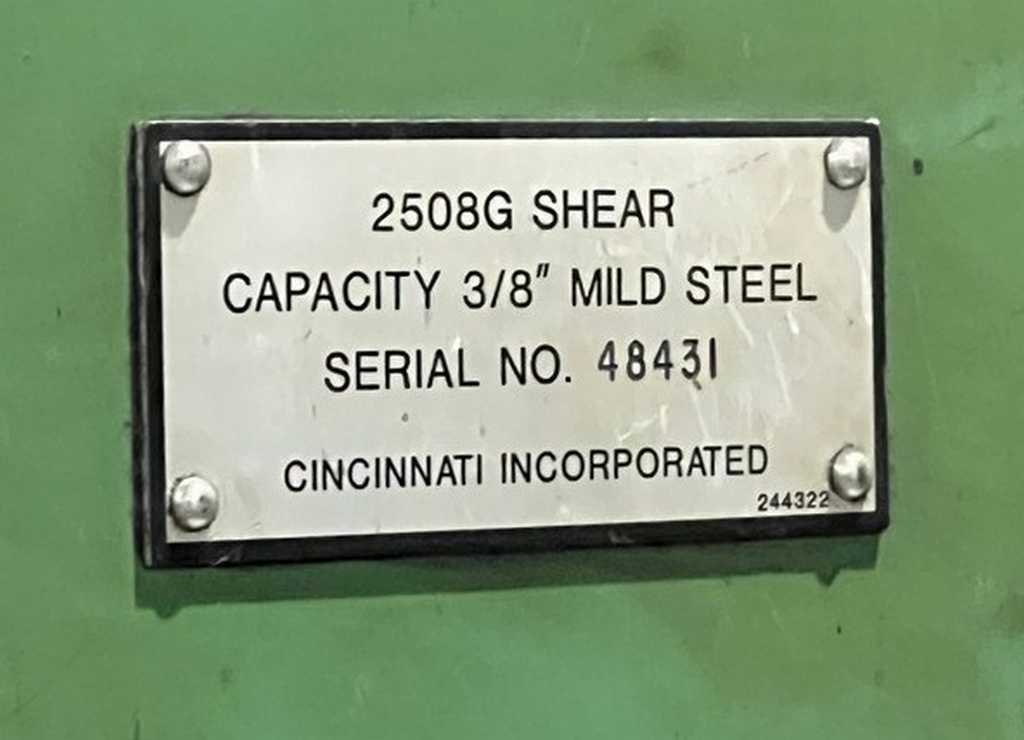 2508G SHEAR
CAPACITY 3/8" MILD STEEL
SERIAL NO. 48431
CINCINNATI INCORPORATED
244322